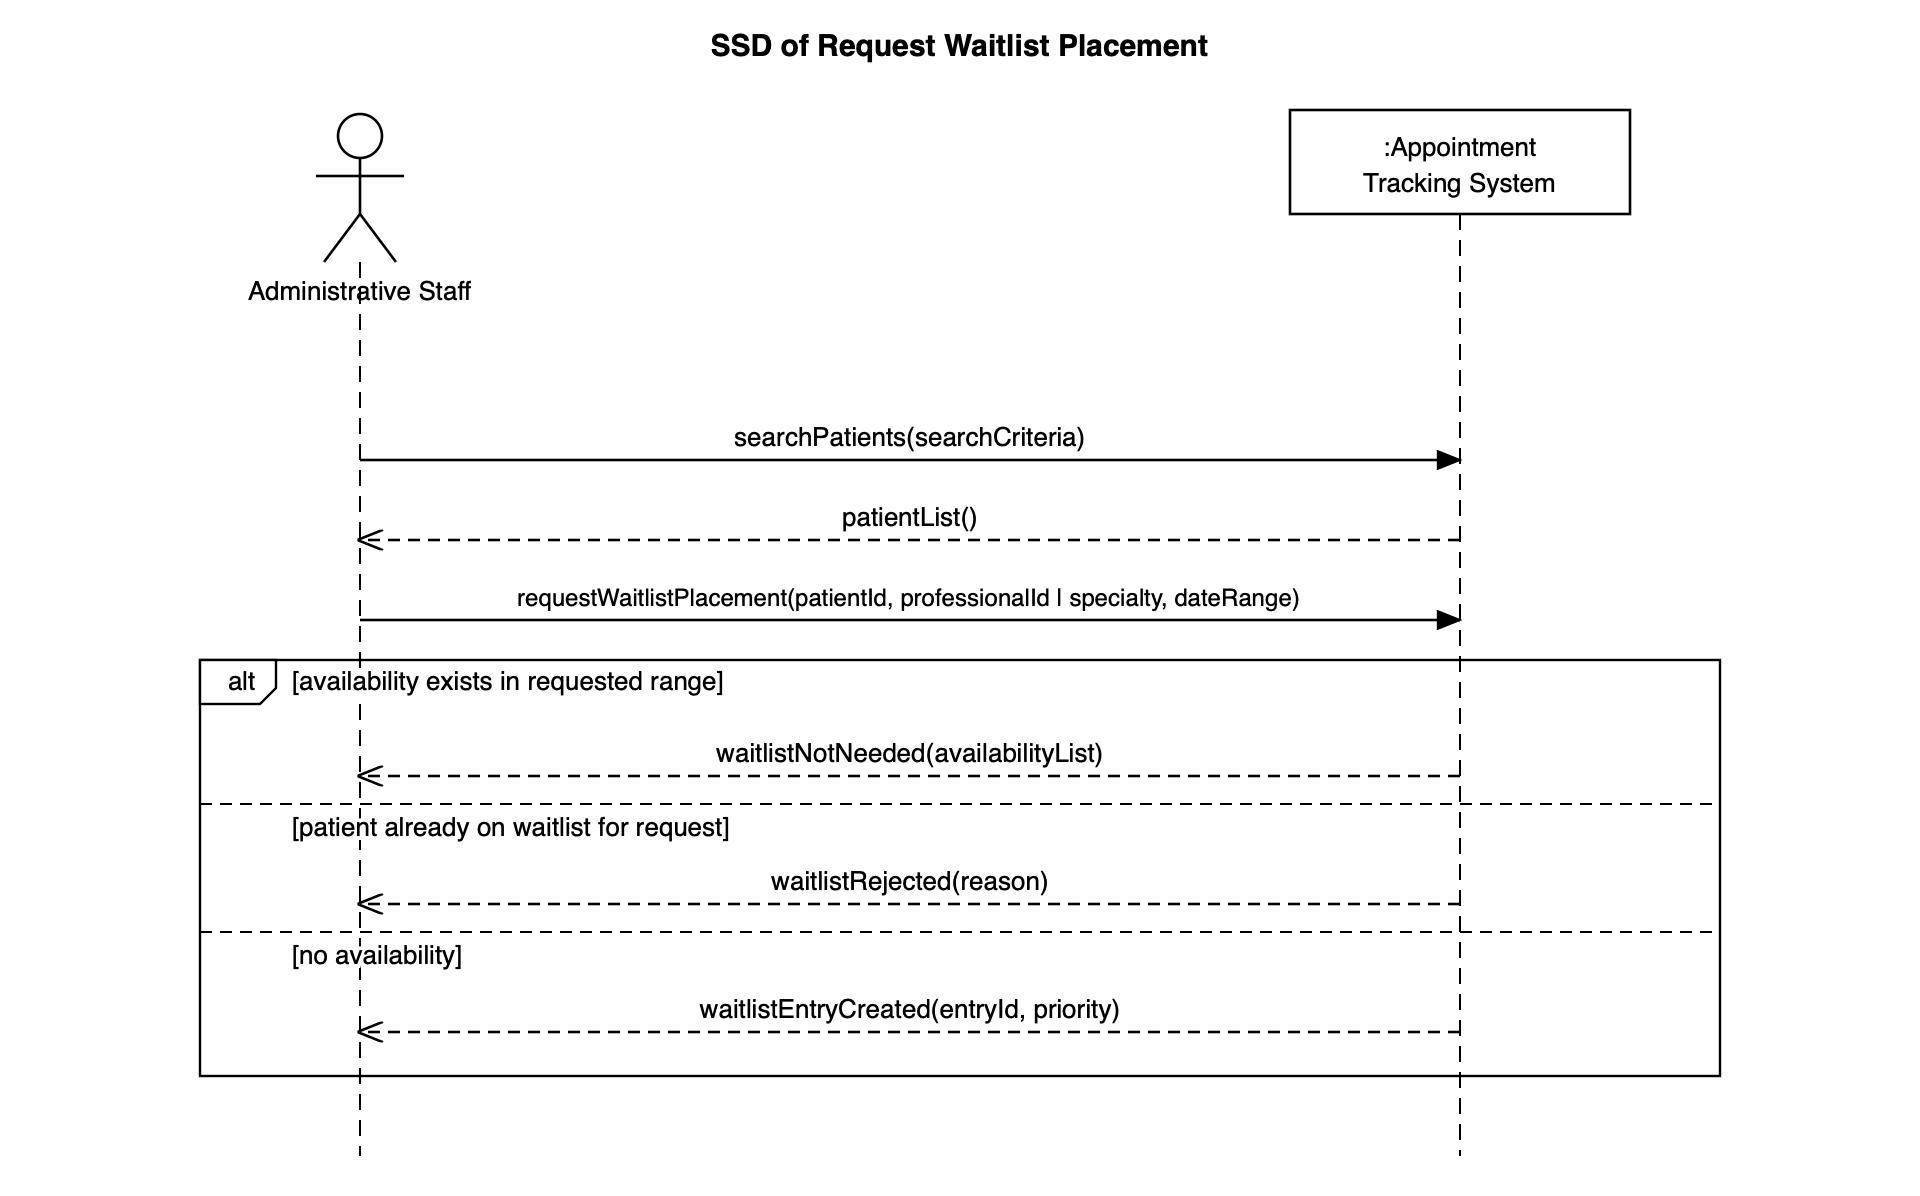 SSD of Request Waitlist Placement
:Appointment
Tracking System
Administrative Staff
searchPatients(searchCriteria)
patientList()
requestWaitlistPlacement(patientId, professionalId | specialty, dateRange)
alt [availability exists in requested range]
waitlistNotNeeded(availabilityList)
[patient already on waitlist for request]
waitlistRejected(reason)
[no availability]
waitlistEntryCreated(entryId, priority)